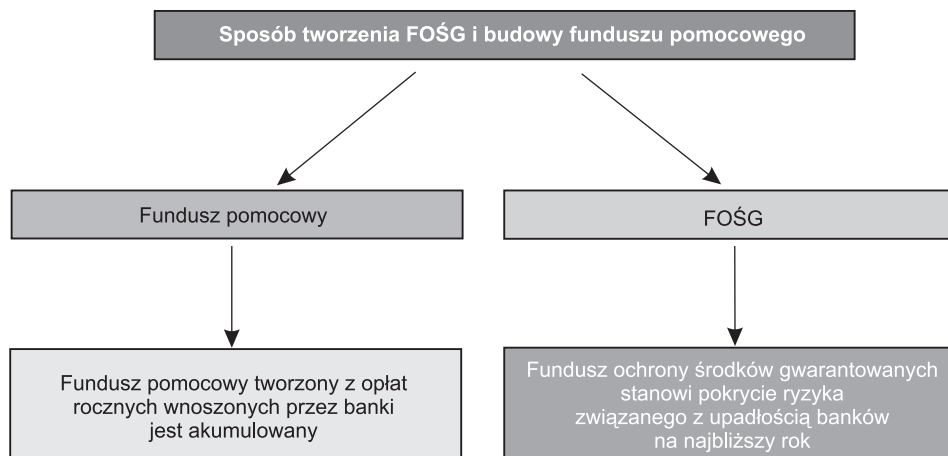 Sposób tworzenia FOŚG i budowy funduszu pomocowego
Fundusz pomocowy
FOŚG
Fundusz pomocowy tworzony z opłat
rocznych wnoszonych przez banki
jest akumulowany
Fundusz ochrony środków gwarantowanych
stanowi pokrycie ryzyka
związanego z upadłością banków
na najbliższy rok